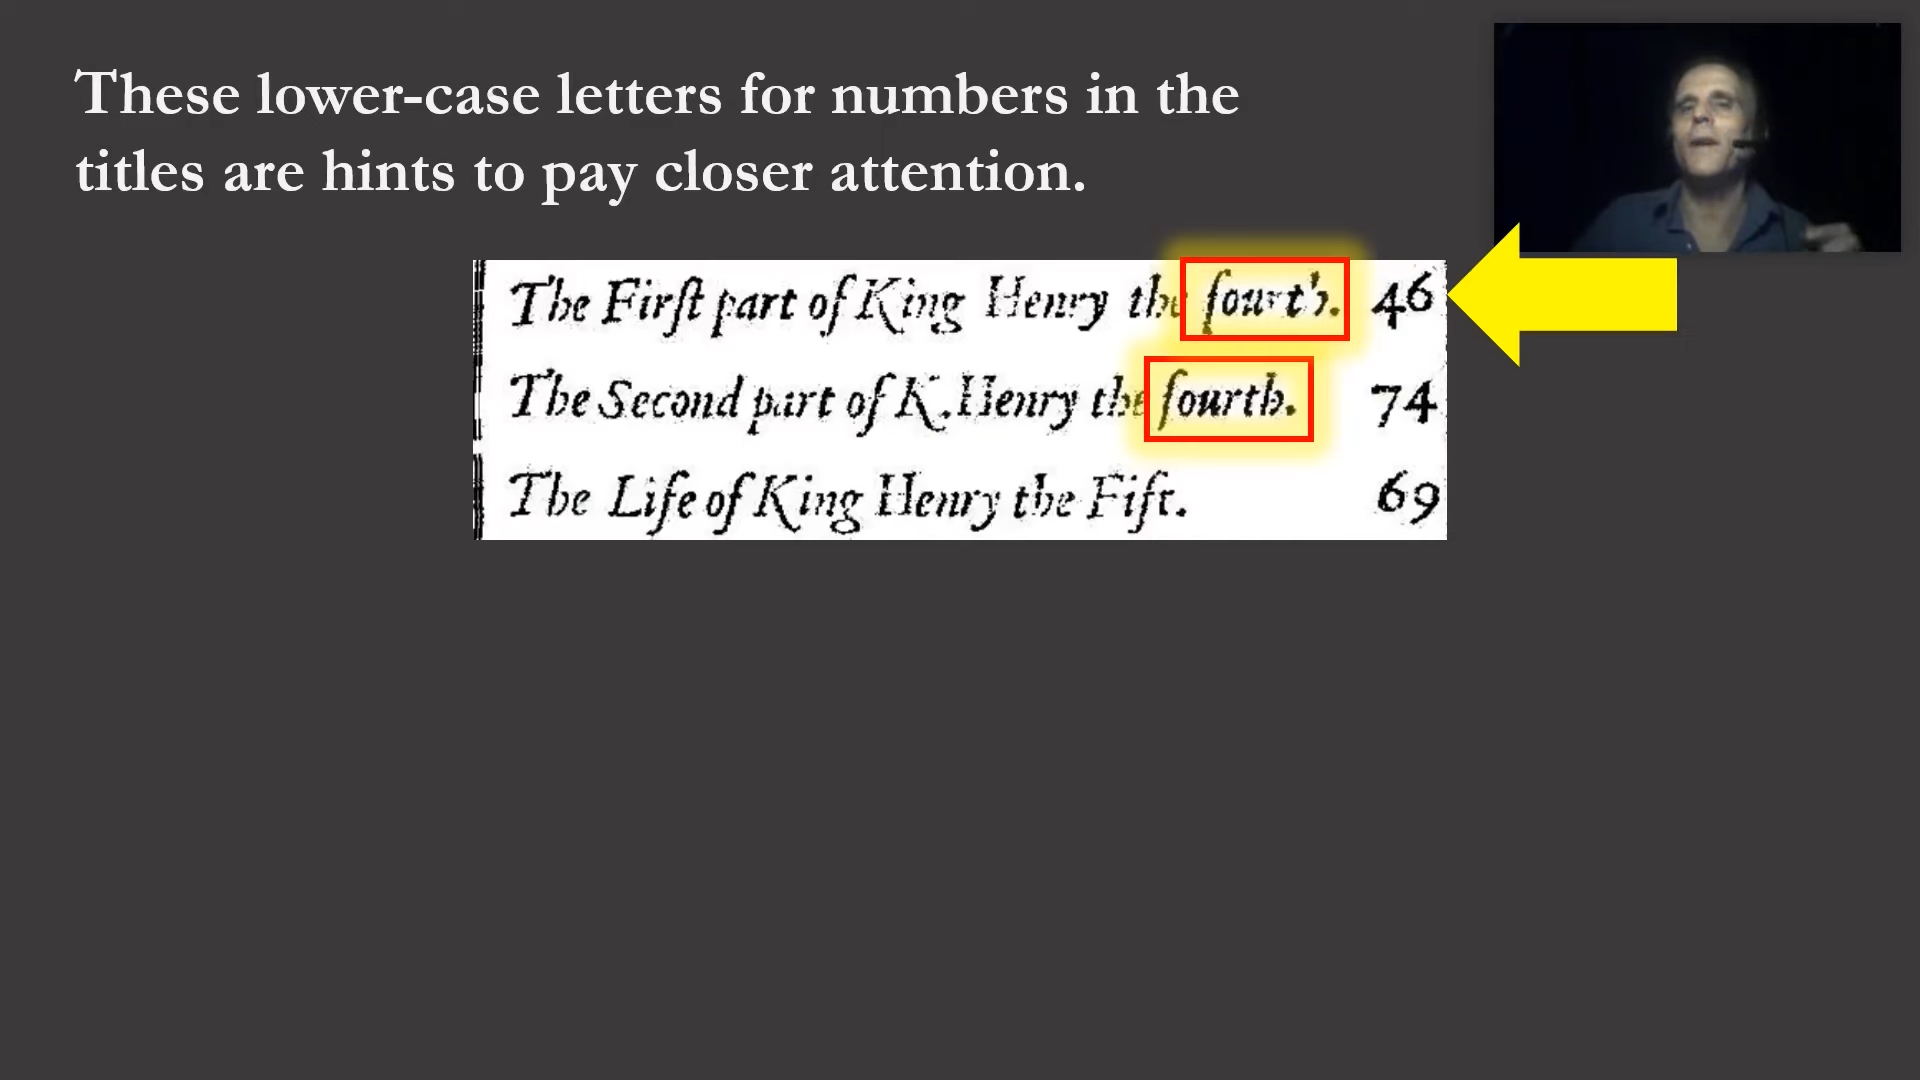 These lower-case letters for numbers in the
titles are hints to pay closer attention.
The Firſt part of King Henry the fourth. 46
The Second part of K. Henry the fourth. 74
The Life of King Henry the Fift. 69